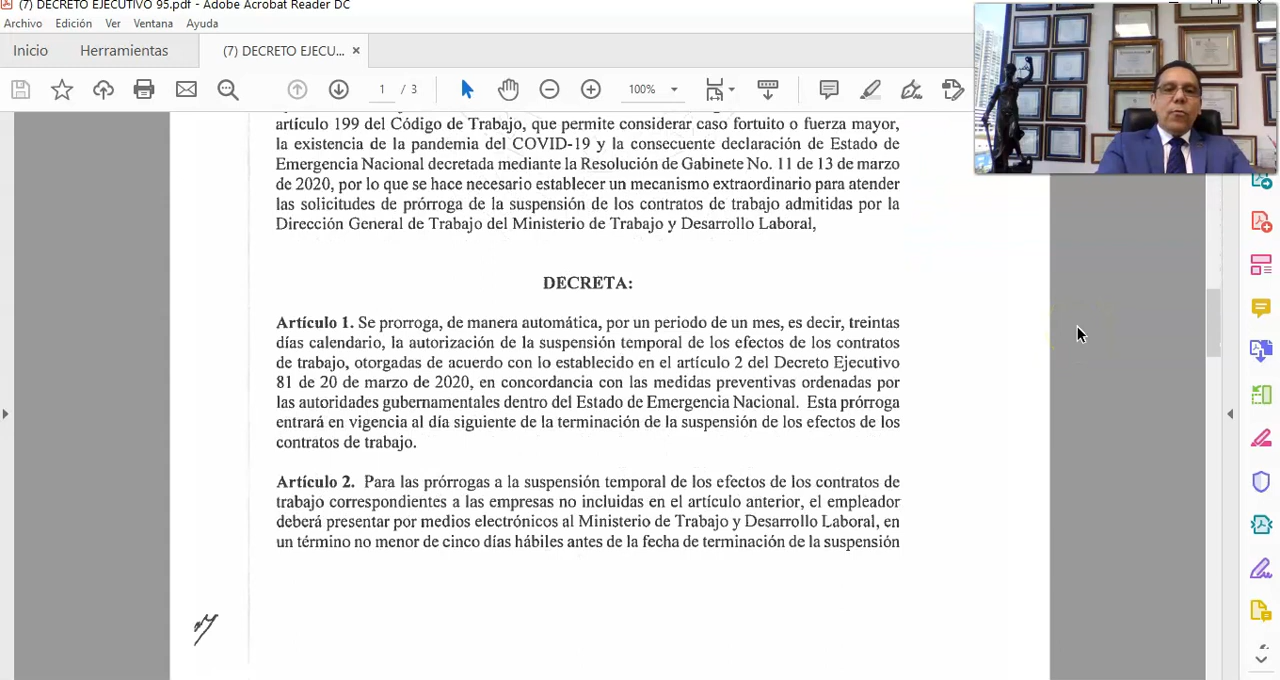 (7) DECRETO EJECUTIVO 95.pdf - Adobe Acrobat Reader DC
Archivo Edición Ver Ventana Ayuda
Inicio Herramientas (7) DECRETO EJECU... ×
1 / 3 100%
artículo 199 del Código de Trabajo, que permite considerar caso fortuito o fuerza mayor,
la existencia de la pandemia del COVID-19 y la consecuente declaración de Estado de
Emergencia Nacional decretada mediante la Resolución de Gabinete No. 11 de 13 de marzo
de 2020, por lo que se hace necesario establecer un mecanismo extraordinario para atender
las solicitudes de prórroga de la suspensión de los contratos de trabajo admitidas por la
Dirección General de Trabajo del Ministerio de Trabajo y Desarrollo Laboral,
DECRETA:
Artículo 1. Se prorroga, de manera automática, por un periodo de un mes, es decir, treintas
días calendario, la autorización de la suspensión temporal de los efectos de los contratos
de trabajo, otorgadas de acuerdo con lo establecido en el artículo 2 del Decreto Ejecutivo
81 de 20 de marzo de 2020, en concordancia con las medidas preventivas ordenadas por
las autoridades gubernamentales dentro del Estado de Emergencia Nacional. Esta prórroga
entrará en vigencia al día siguiente de la terminación de la suspensión de los efectos de los
contratos de trabajo.
Artículo 2. Para las prórrogas a la suspensión temporal de los efectos de los contratos de
trabajo correspondientes a las empresas no incluidas en el artículo anterior, el empleador
deberá presentar por medios electrónicos al Ministerio de Trabajo y Desarrollo Laboral, en
un término no menor de cinco días hábiles antes de la fecha de terminación de la suspensión